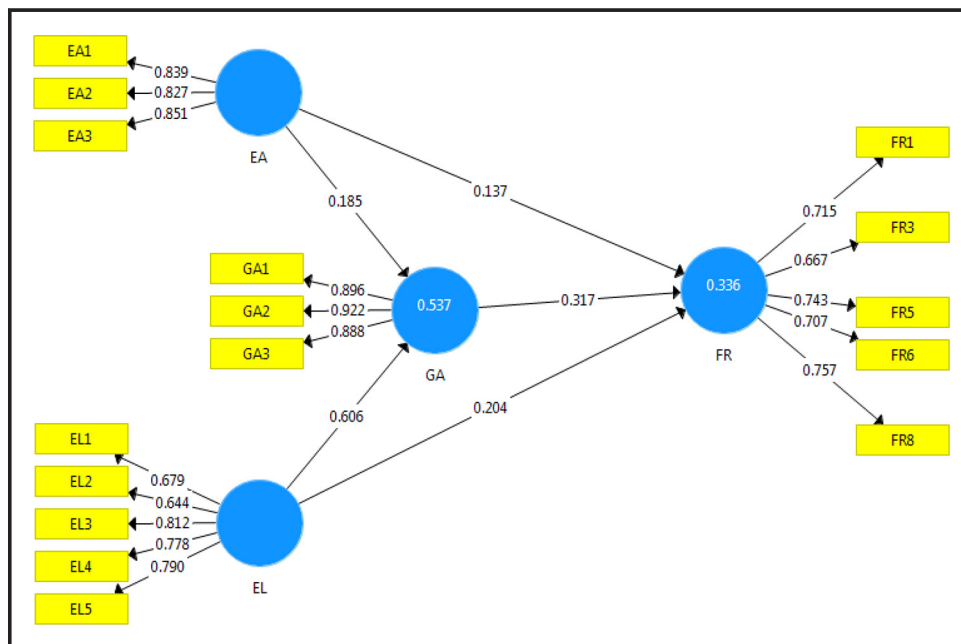 EA1
0.839
EA2
0.827
EA3
0.851
EA
0.185
0.137
GA1
0.896
GA2
0.922
GA3
0.888
0.537
GA
0.317
0.606
0.204
FR1
0.715
FR3
0.667
0.336
FR
0.743
FR5
0.707
FR6
0.757
FR8
EL1
0.679
EL2
0.644
EL3
0.812
EL4
0.778
EL5
0.790
EL